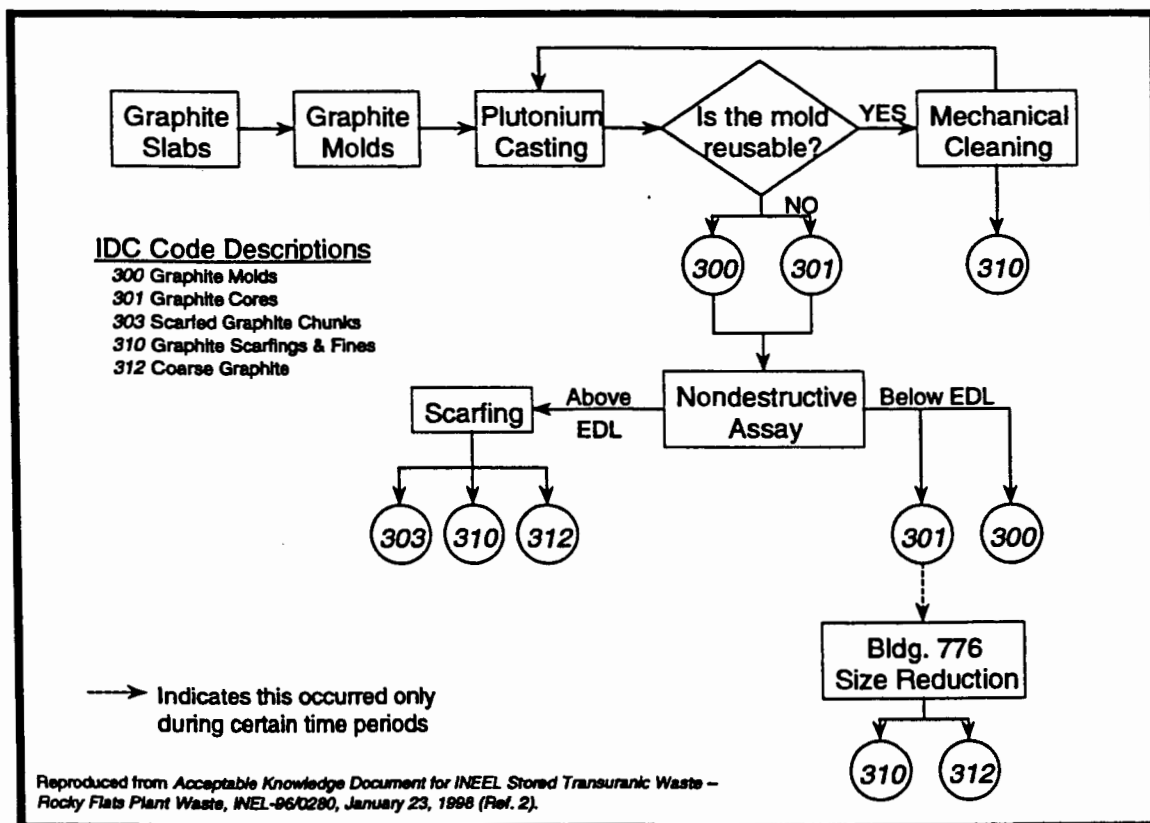 Graphite
Slabs
Graphite
Molds
Plutonium
Casting
Is the mold
reusable?
YES
Mechanical
Cleaning
NO
300
301
310
IDC Code Descriptions
300 Graphite Molds
301 Graphite Cores
303 Scarfed Graphite Chunks
310 Graphite Scarfings & Fines
312 Coarse Graphite
Scarfing
Above
EDL
Nondestructive
Assay
Below EDL
303
310
312
301
300
Bldg. 776
Size Reduction
310
312
Indicates this occurred only
during certain time periods
Reproduced from Acceptable Knowledge Document for INEEL Stored Transuranic Waste –
Rocky Flats Plant Waste, INEL-96/0280, January 23, 1998 (Ref. 2).